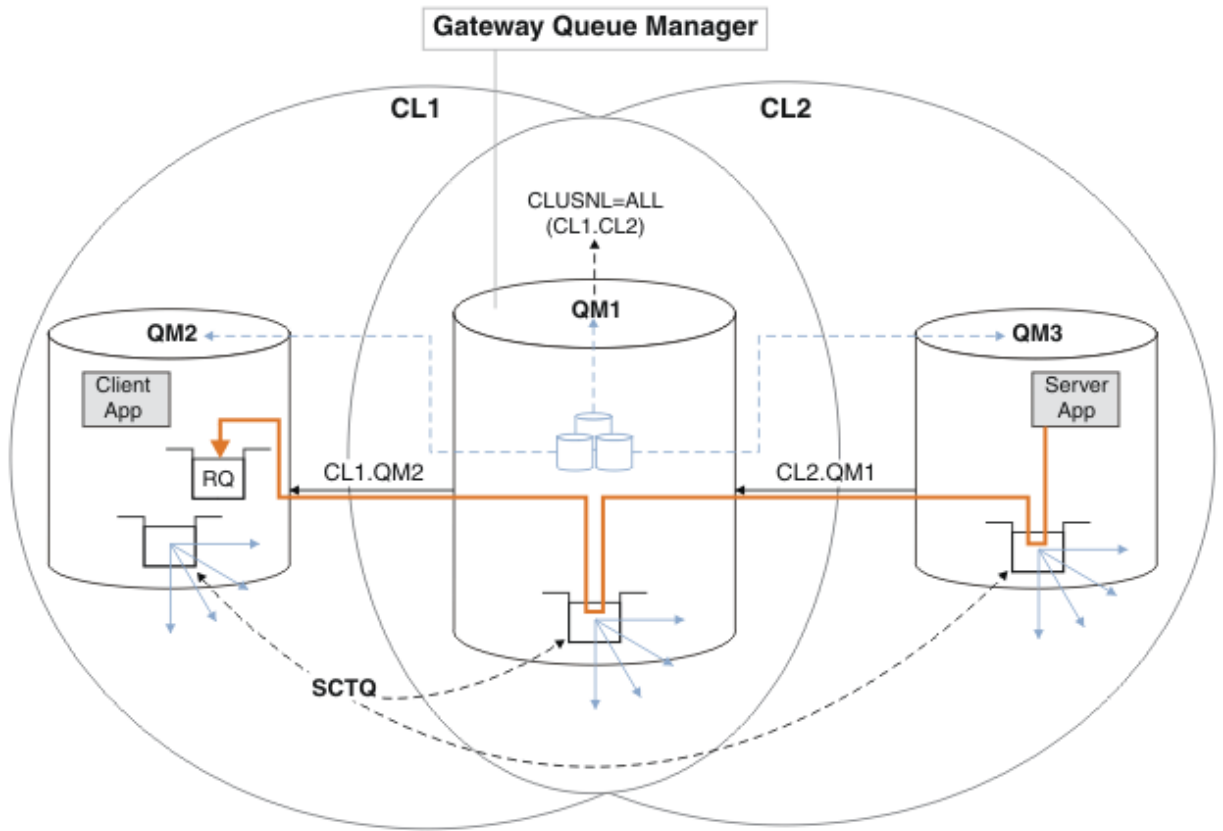 Gateway Queue Manager
CL1
CL2
CLUSNL=ALL
(CL1.CL2)
QM1
QM2
QM3
Client
App
Server
App
RQ
CL1.QM2
CL2.QM1
SCTQ